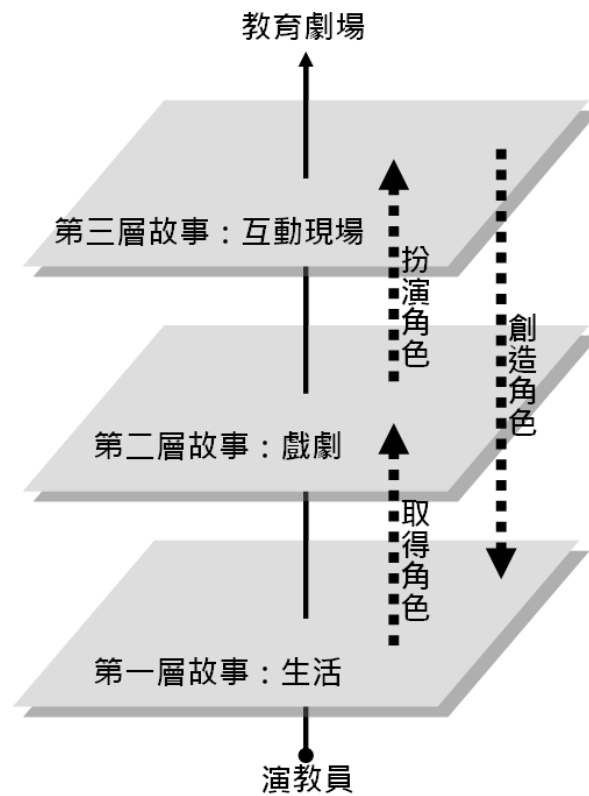 教育劇場
第三層故事：互動現場
扮演角色
創造角色
第二層故事：戲劇
取得角色
第一層故事：生活
演教員